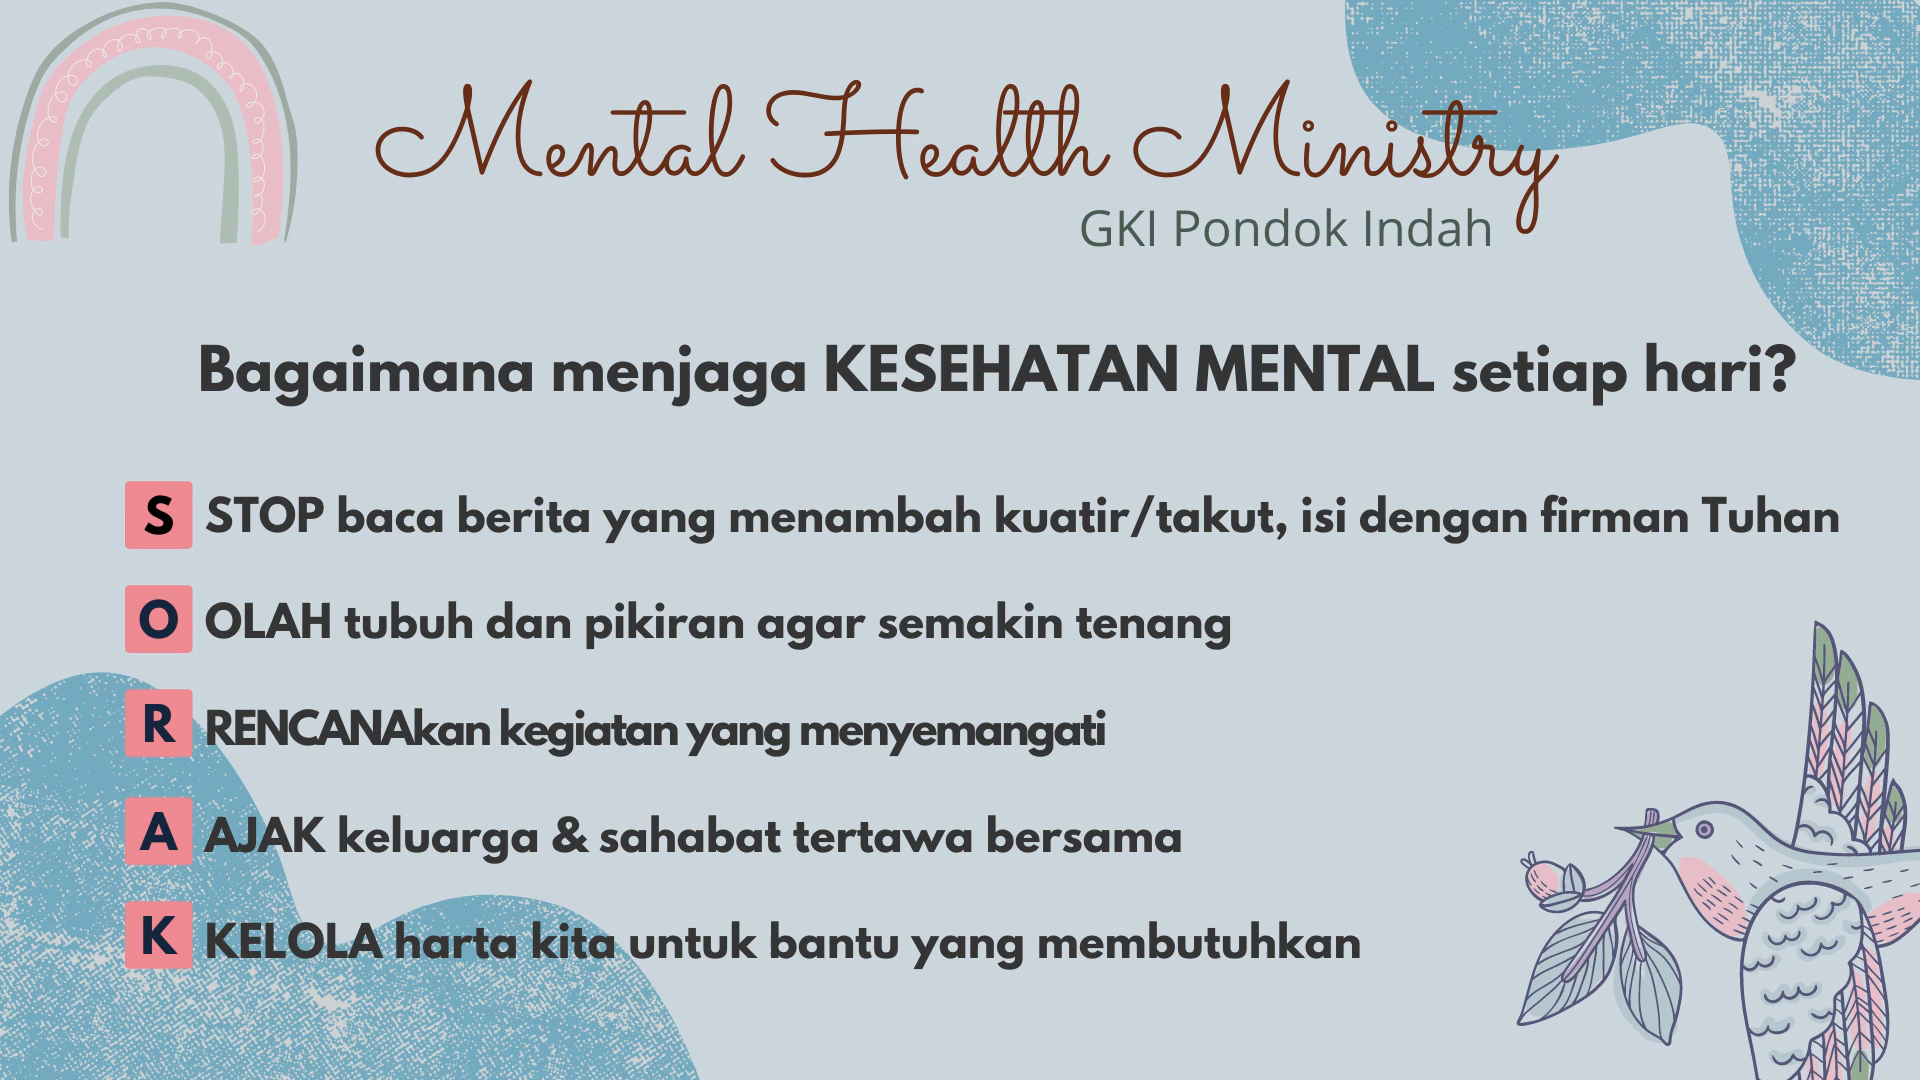 Mental Health Ministry
GKI Pondok Indah
Bagaimana menjaga KESEHATAN MENTAL setiap hari?
S STOP baca berita yang menambah kuatir/takut, isi dengan firman Tuhan
O OLAH tubuh dan pikiran agar semakin tenang
R RENCANAkan kegiatan yang menyemangati
A AJAK keluarga & sahabat tertawa bersama
K KELOLA harta kita untuk bantu yang membutuhkan